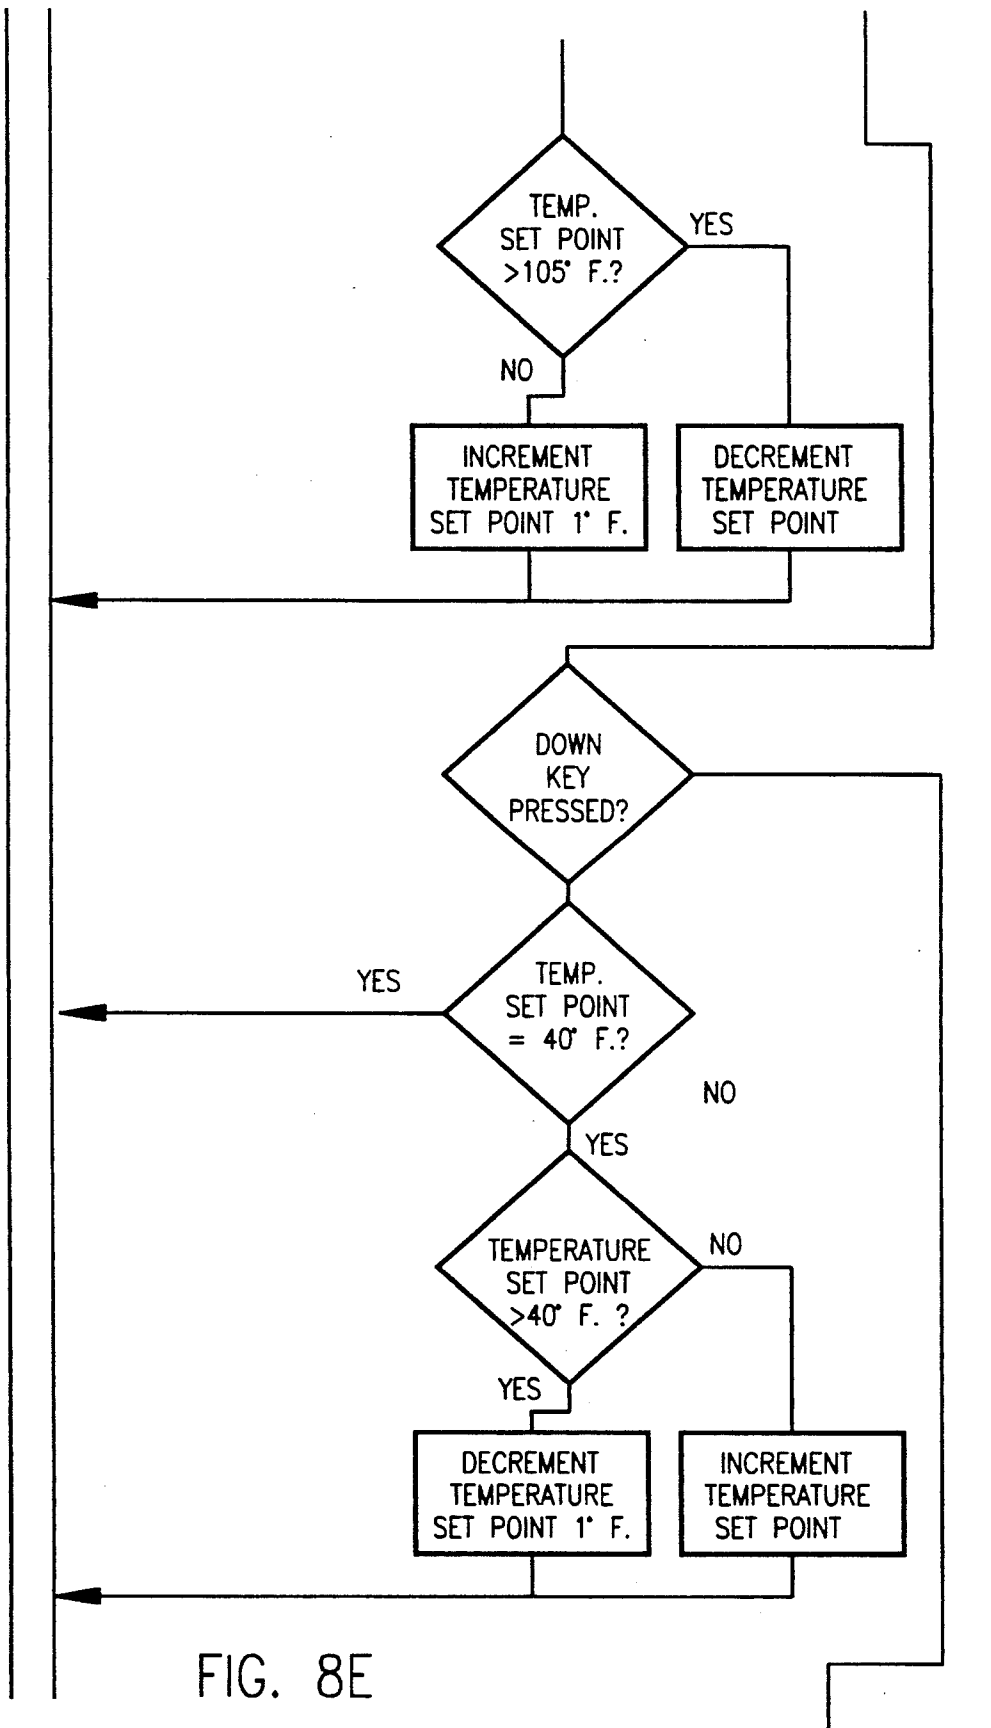 TEMP.
SET POINT
>105° F.?
YES
NO
INCREMENT
TEMPERATURE
SET POINT 1° F.
DECREMENT
TEMPERATURE
SET POINT
DOWN
KEY
PRESSED?
YES
TEMP.
SET POINT
= 40° F.?
NO
YES
TEMPERATURE
SET POINT
>40° F. ?
NO
YES
DECREMENT
TEMPERATURE
SET POINT 1° F.
INCREMENT
TEMPERATURE
SET POINT
FIG. 8E